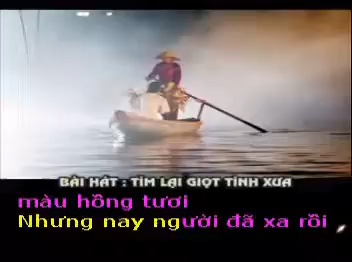 BÀI HÁT : TÌM LẠI GIỌT TÌNH XƯA
màu hồng tươi
Nhưng nay người đã xa rồi